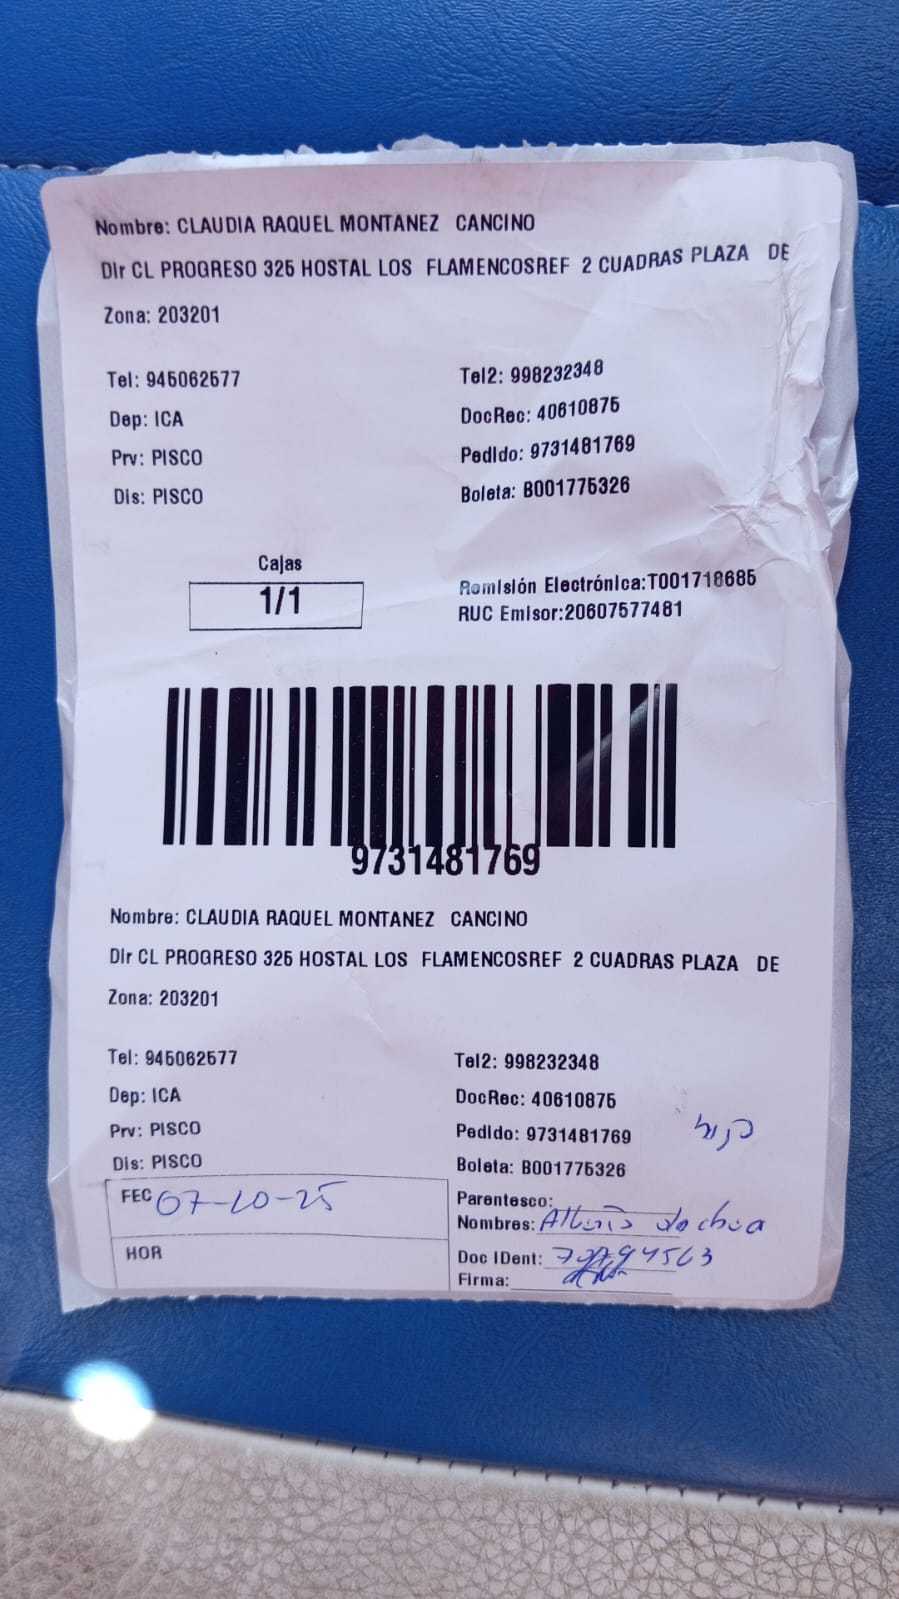 Nombre: CLAUDIA RAQUEL MONTANEZ CANCINO
Dir CL PROGRESO 325 HOSTAL LOS FLAMENCOSREF 2 CUADRAS PLAZA DE
Zona: 203201
Tel: 945062577 Tel2: 998232348
Dep: ICA DocRec: 40610875
Prv: PISCO Pedido: 9731481769
Dis: PISCO Boleta: B001775326
Cajas
1/1
Remisión Electrónica:T001718685
RUC Emisor:20607577481
9731481769
Nombre: CLAUDIA RAQUEL MONTANEZ CANCINO
Dir CL PROGRESO 325 HOSTAL LOS FLAMENCOSREF 2 CUADRAS PLAZA DE
Zona: 203201
Tel: 945062577 Tel2: 998232348
Dep: ICA DocRec: 40610875
Prv: PISCO Pedido: 9731481769
Dis: PISCO Boleta: B001775326
FEC 07-10-25 Parentesco:
Nombres:
HOR Doc IDent:
Firma: